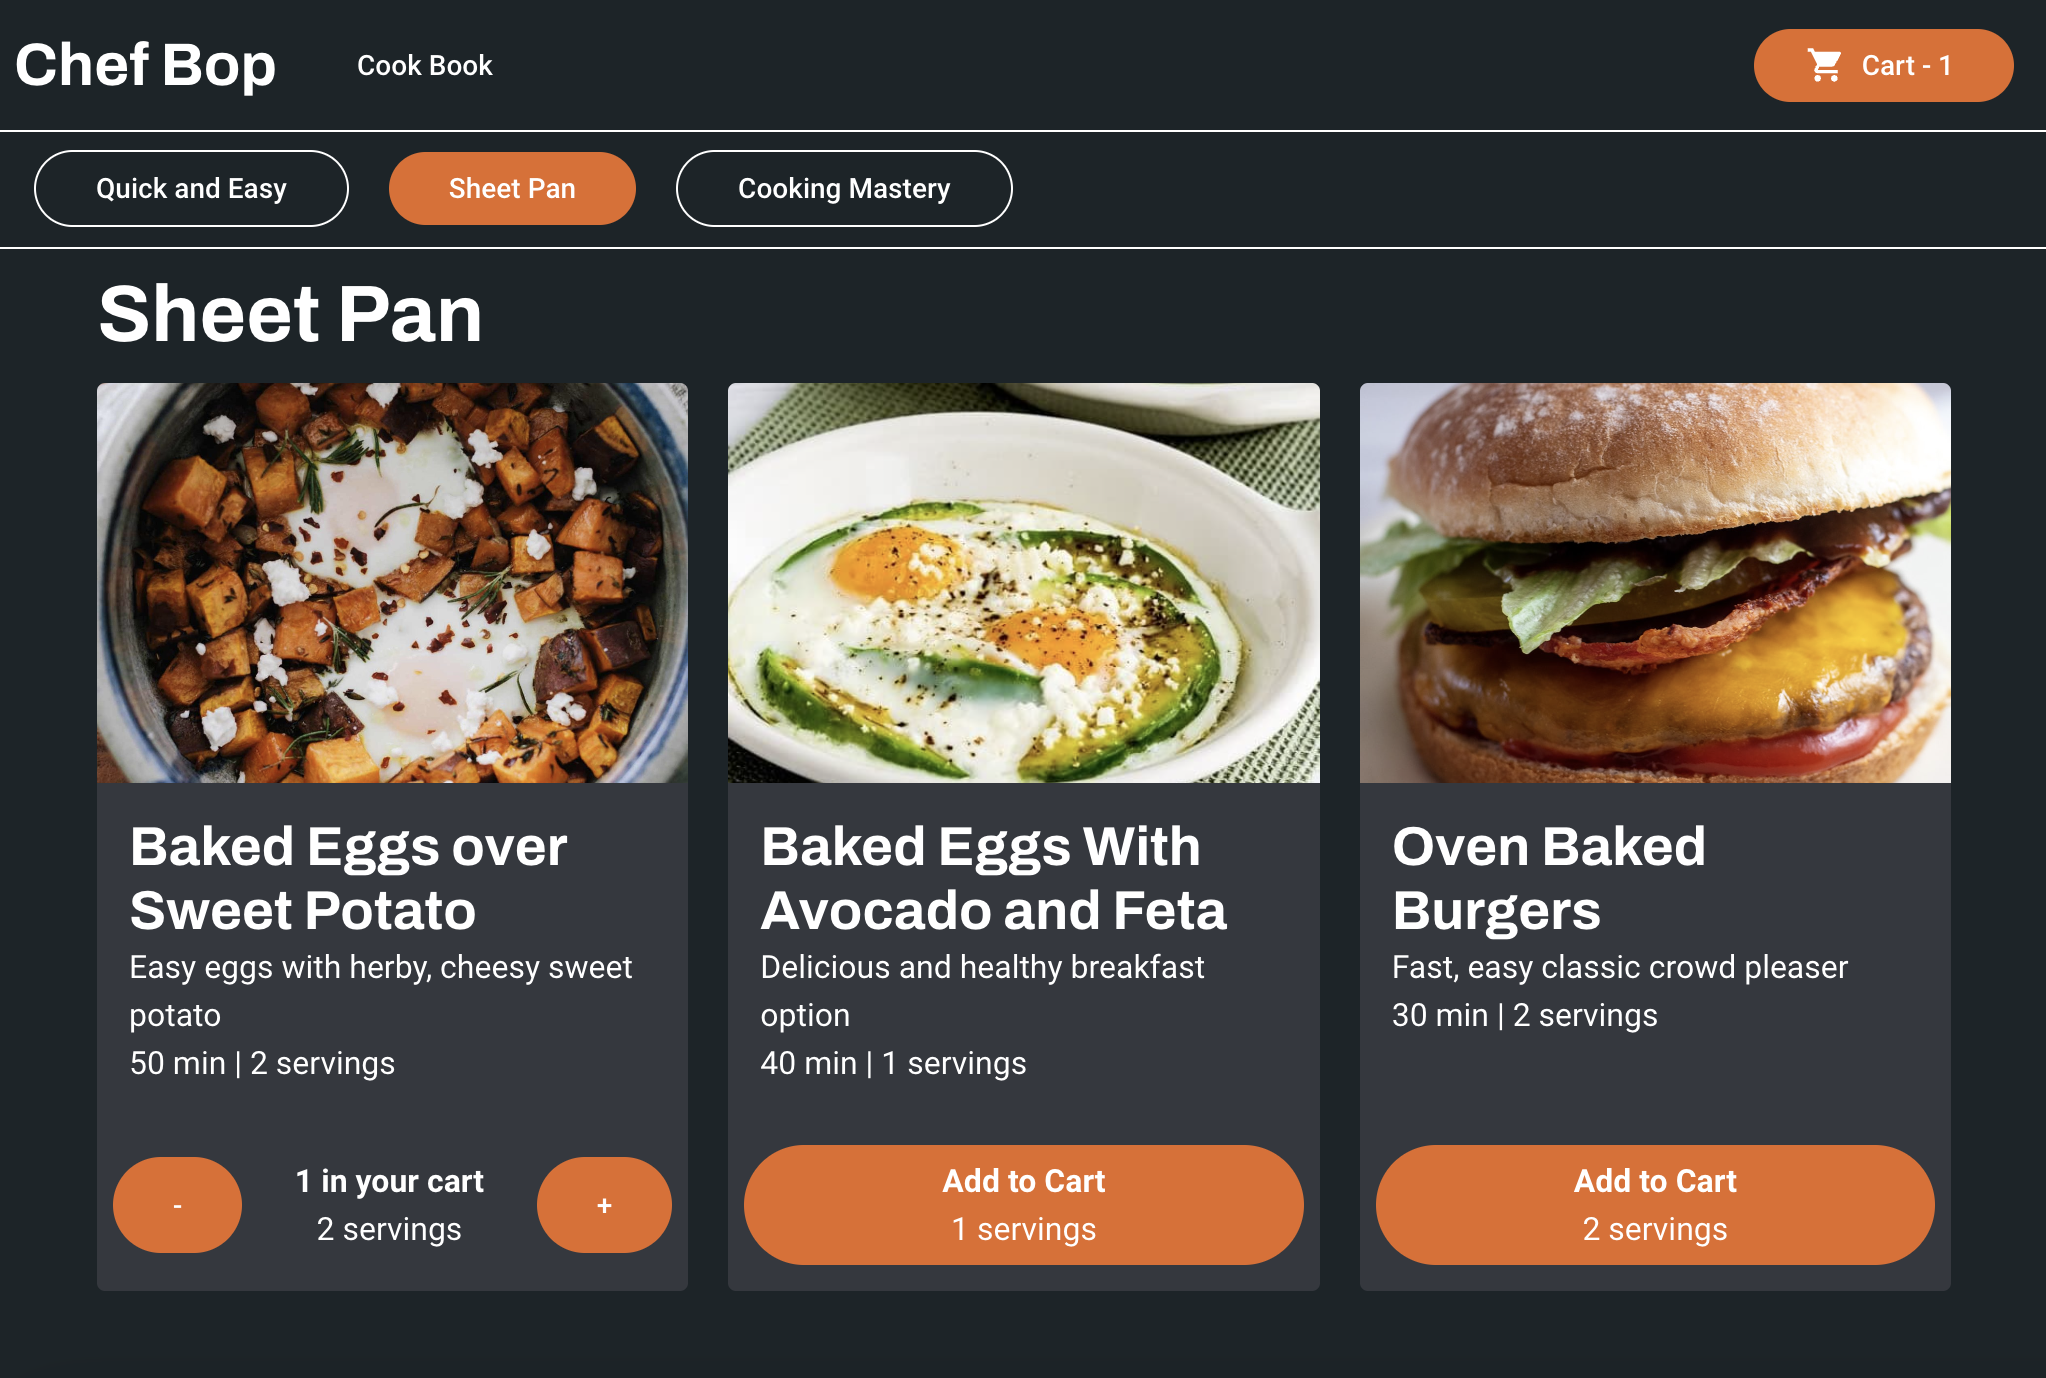 Chef Bop
Cook Book
Cart - 1
Quick and Easy
Sheet Pan
Cooking Mastery
Sheet Pan
Baked Eggs over
Sweet Potato
Easy eggs with herby, cheesy sweet
potato
50 min | 2 servings
-
1 in your cart
2 servings
+
Baked Eggs With
Avocado and Feta
Delicious and healthy breakfast
option
40 min | 1 servings
Add to Cart
1 servings
Oven Baked
Burgers
Fast, easy classic crowd pleaser
30 min | 2 servings
Add to Cart
2 servings